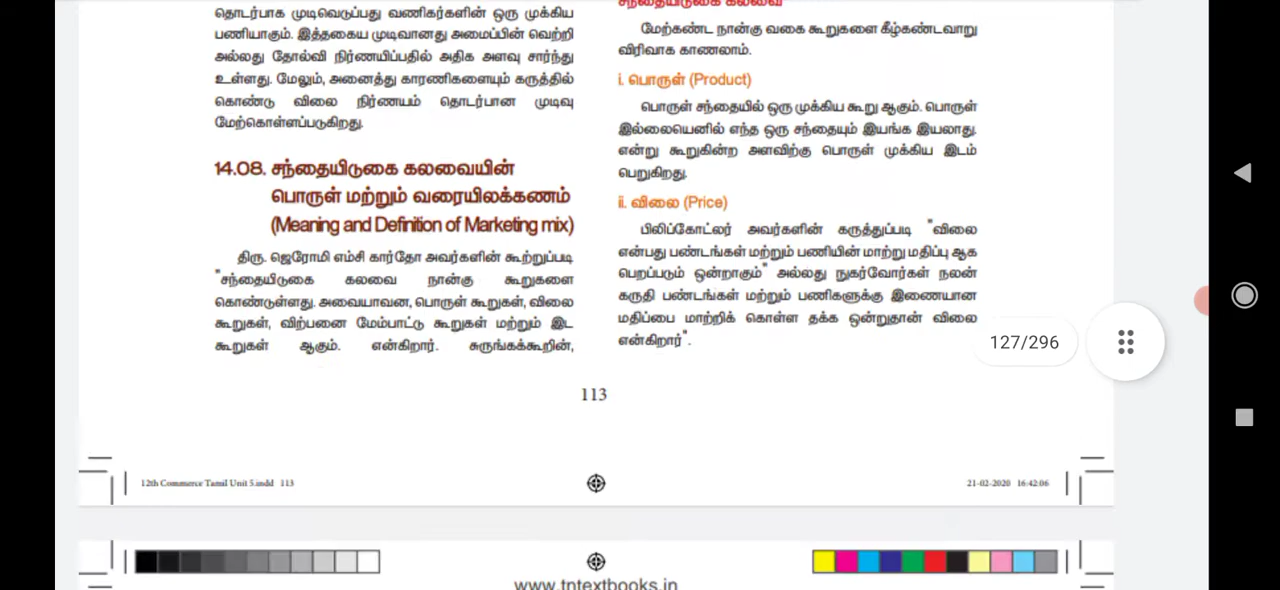 தொடர்பாக முடிவெடுப்பது வணிகர்களின் ஒரு முக்கிய
பணியாகும். இத்தகைய முடிவானது அமைப்பின் வெற்றி
அல்லது தோல்வி நிர்ணயிப்பதில் அதிக அளவு சார்ந்து
உள்ளது. மேலும், அனைத்து காரணிகளையும் கருத்தில்
கொண்டு விலை நிர்ணயம் தொடர்பான முடிவு
மேற்கொள்ளப்படுகிறது.
14.08. சந்தையிடுகை கலவையின்
பொருள் மற்றும் வரையிலக்கணம்
(Meaning and Definition of Marketing mix)
திரு. ஜெரோமி எம்சி கார்தோ அவர்களின் கூற்றுப்படி
"சந்தையிடுகை கலவை நான்கு கூறுகளை
கொண்டுள்ளது. அவையாவன, பொருள் கூறுகள், விலை
கூறுகள், விற்பனை மேம்பாட்டு கூறுகள் மற்றும் இட
கூறுகள் ஆகும். என்கிறார். சுருங்கக்கூறின்,
சந்தையிடுகை கலவை
மேற்கண்ட நான்கு வகை கூறுகளை கீழ்கண்டவாறு
விரிவாக காணலாம்.
i. பொருள் (Product)
பொருள் சந்தையில் ஒரு முக்கிய கூறு ஆகும். பொருள்
இல்லையெனில் எந்த ஒரு சந்தையும் இயங்க இயலாது.
என்று கூறுகின்ற அளவிற்கு பொருள் முக்கிய இடம்
பெறுகிறது.
ii. விலை (Price)
பிலிப்கோட்லர் அவர்களின் கருத்துப்படி "விலை
என்பது பண்டங்கள் மற்றும் பணியின் மாற்று மதிப்பு ஆக
பெறப்படும் ஒன்றாகும்" அல்லது நுகர்வோர்கள் நலன்
கருதி பண்டங்கள் மற்றும் பணிகளுக்கு இணையான
மதிப்பை மாற்றிக் கொள்ள தக்க ஒன்றுதான் விலை
என்கிறார்".
127/296
113
12th Commerce Tamil Unit 5.indd 113
21-02-2020 16:42:06
www.tntextbooks.in